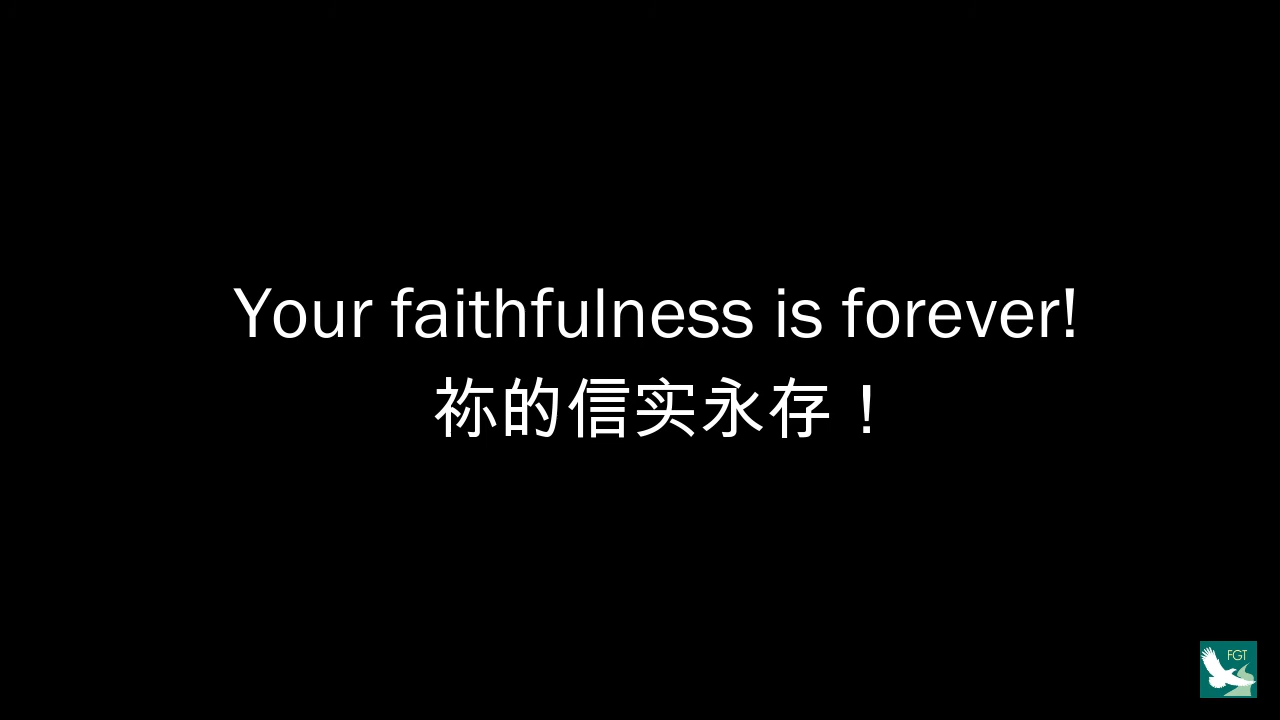 Your faithfulness is forever!
祢的信实永存！
FGT